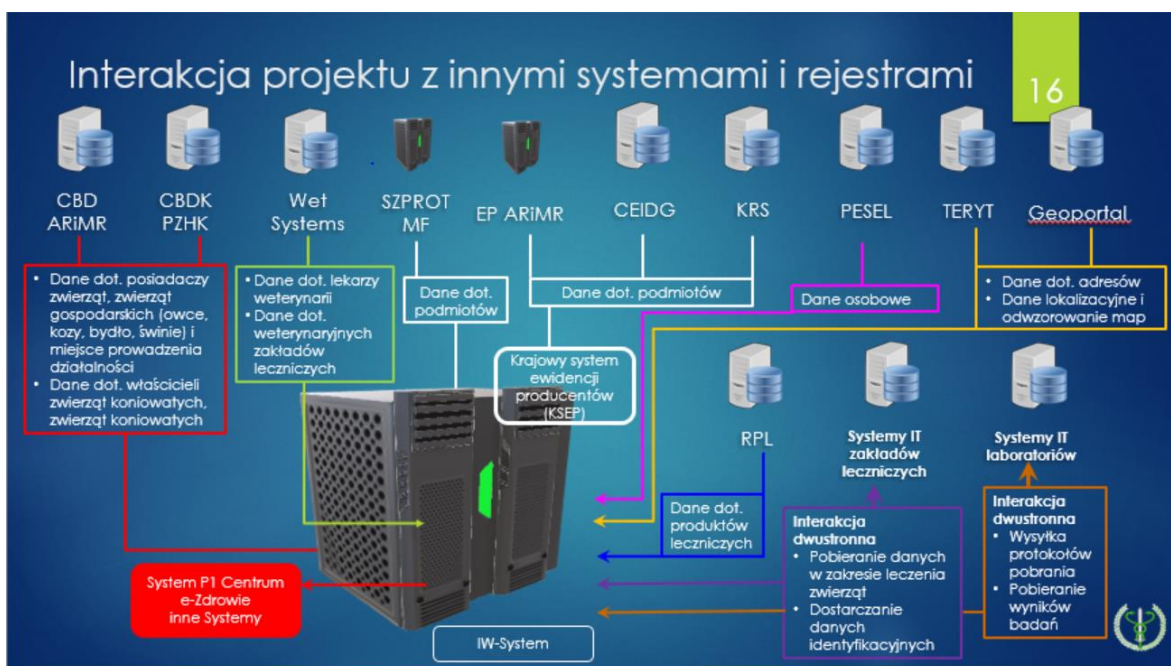 Interakcja projektu z innymi systemami i rejestrami
16
CBD
ARiMR
CBDK
PZHK
Wet
Systems
SZPROT
MF
EP ARiMR
CEIDG
KRS
PESEL
TERYT
Geoportal
• Dane dot. posiadaczy
zwierząt, zwierząt
gospodarskich (owce,
kozy, bydło, świnie) i
miejsce prowadzenia
działalności
• Dane dot. właścicieli
zwierząt koniowatych,
zwierząt koniowatych
• Dane dot. lekarzy
weterynarii
• Dane dot.
weterynaryjnych
zakładów
leczniczych
Dane dot.
podmiotów
Dane dot. podmiotów
Dane osobowe
• Dane dot. adresów
• Dane lokalizacyjne i
odwzorowanie map
Krajowy system
ewidencji
producentów
(KSEP)
RPL
Systemy IT
zakładów
leczniczych
Systemy IT
laboratoriów
Dane dot.
produktów
leczniczych
Interakcja
dwustronna
• Pobieranie danych
w zakresie leczenia
zwierząt
• Dostarczanie
danych
identyfikacyjnych
Interakcja
dwustronna
• Wysyłka
protokołów
pobrania
• Pobieranie
wyników
badań
System P1 Centrum
e-Zdrowie
inne Systemy
IW-System